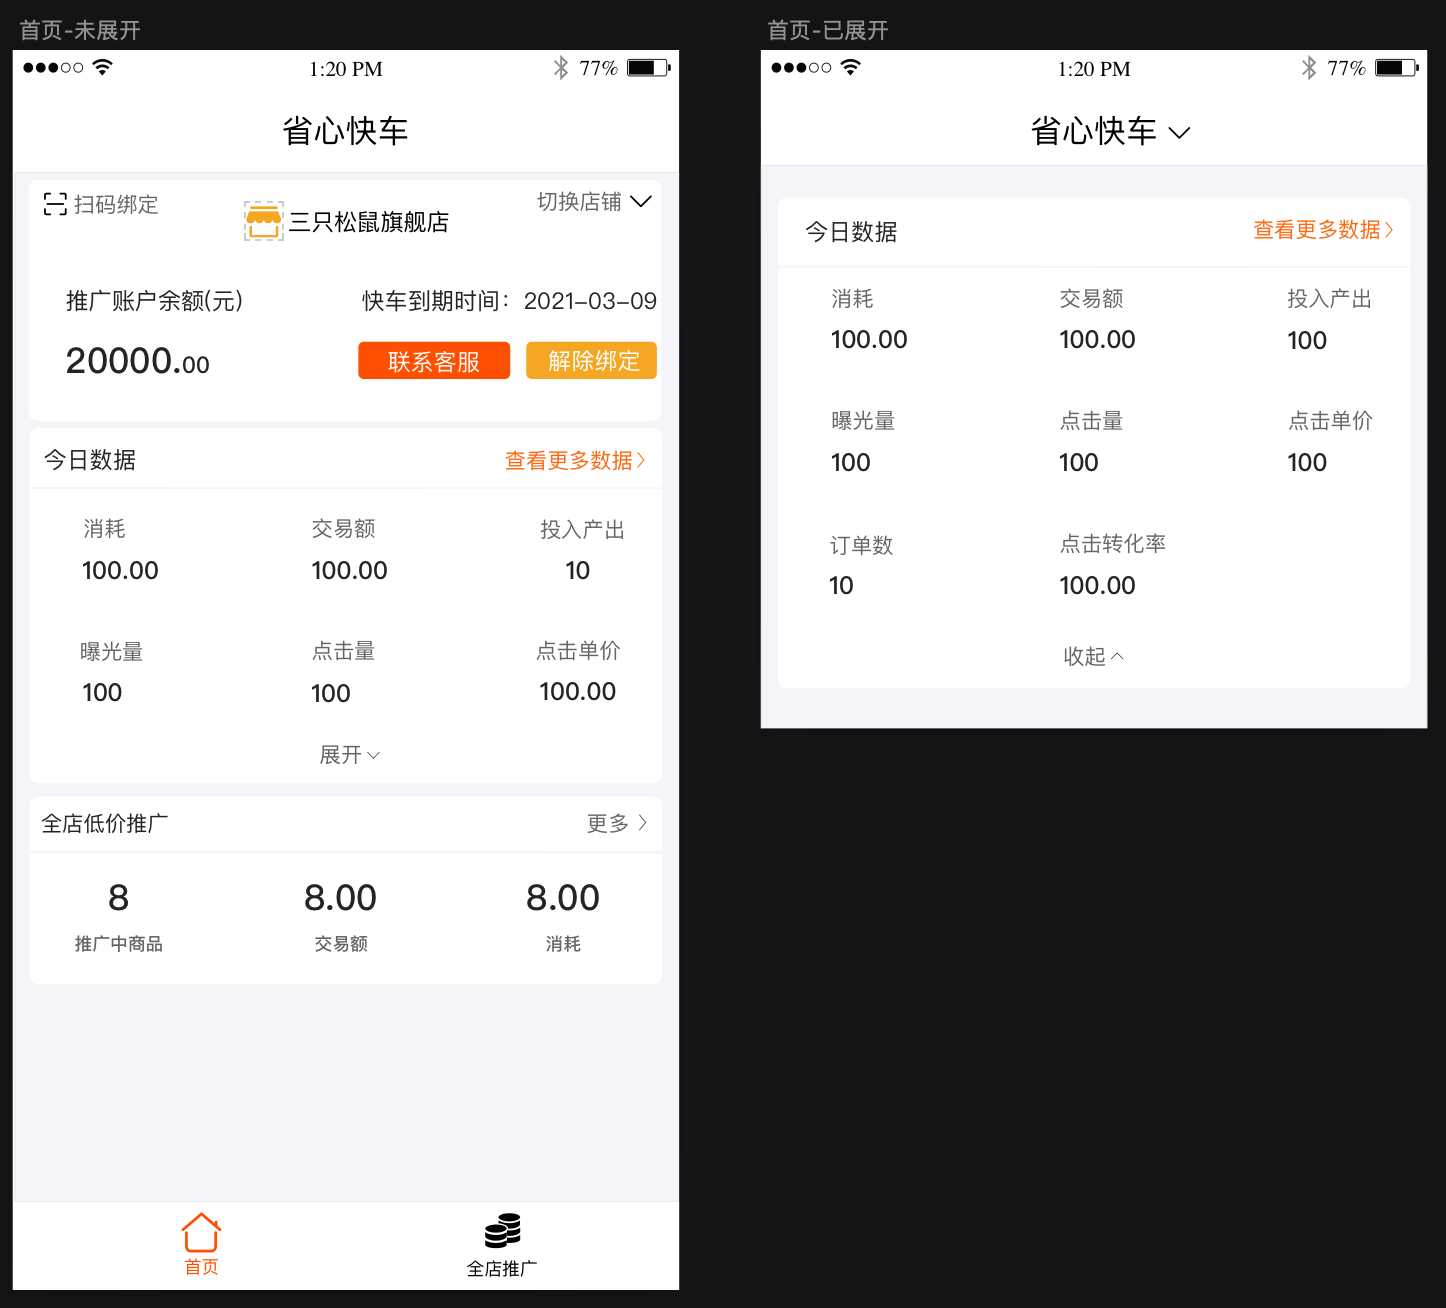 首页-未展开
1:20 PM
77%
省心快车
扫码绑定
三只松鼠旗舰店
切换店铺
推广账户余额(元)
快车到期时间：2021-03-09
20000.00
联系客服
解除绑定
今日数据
查看更多数据
消耗
交易额
投入产出
100.00
100.00
10
曝光量
点击量
点击单价
100
100
100.00
展开
全店低价推广
更多
8
8.00
8.00
推广中商品
交易额
消耗
首页
全店推广
首页-已展开
1:20 PM
77%
省心快车
今日数据
查看更多数据
消耗
交易额
投入产出
100.00
100.00
100
曝光量
点击量
点击单价
100
100
100
订单数
点击转化率
10
100.00
收起